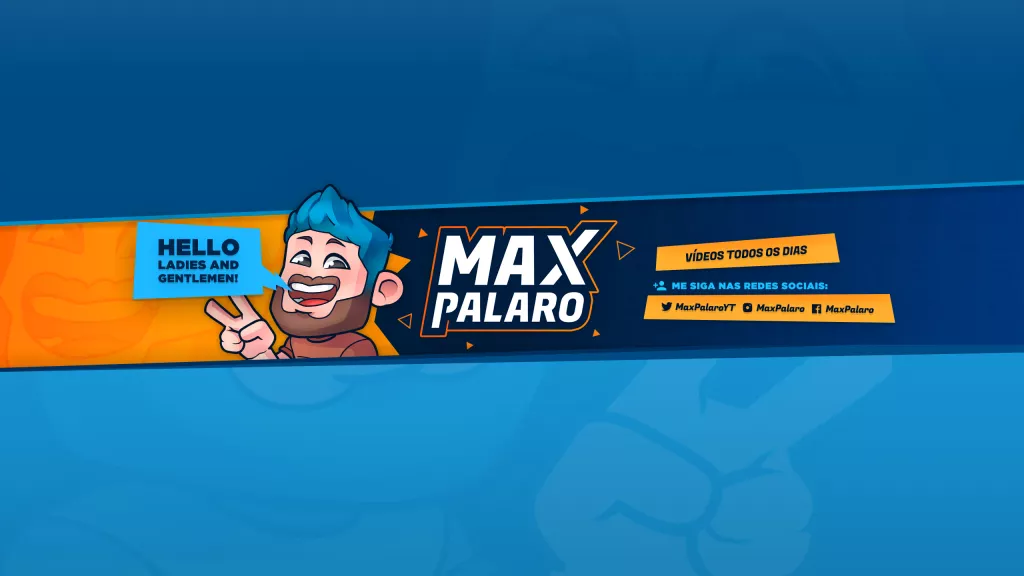 HELLO
LADIES AND
GENTLEMEN!
MAX
PALARO
VÍDEOS TODOS OS DIAS
ME SIGA NAS REDES SOCIAIS:
MaxPalaroYT MaxPalaro MaxPalaro